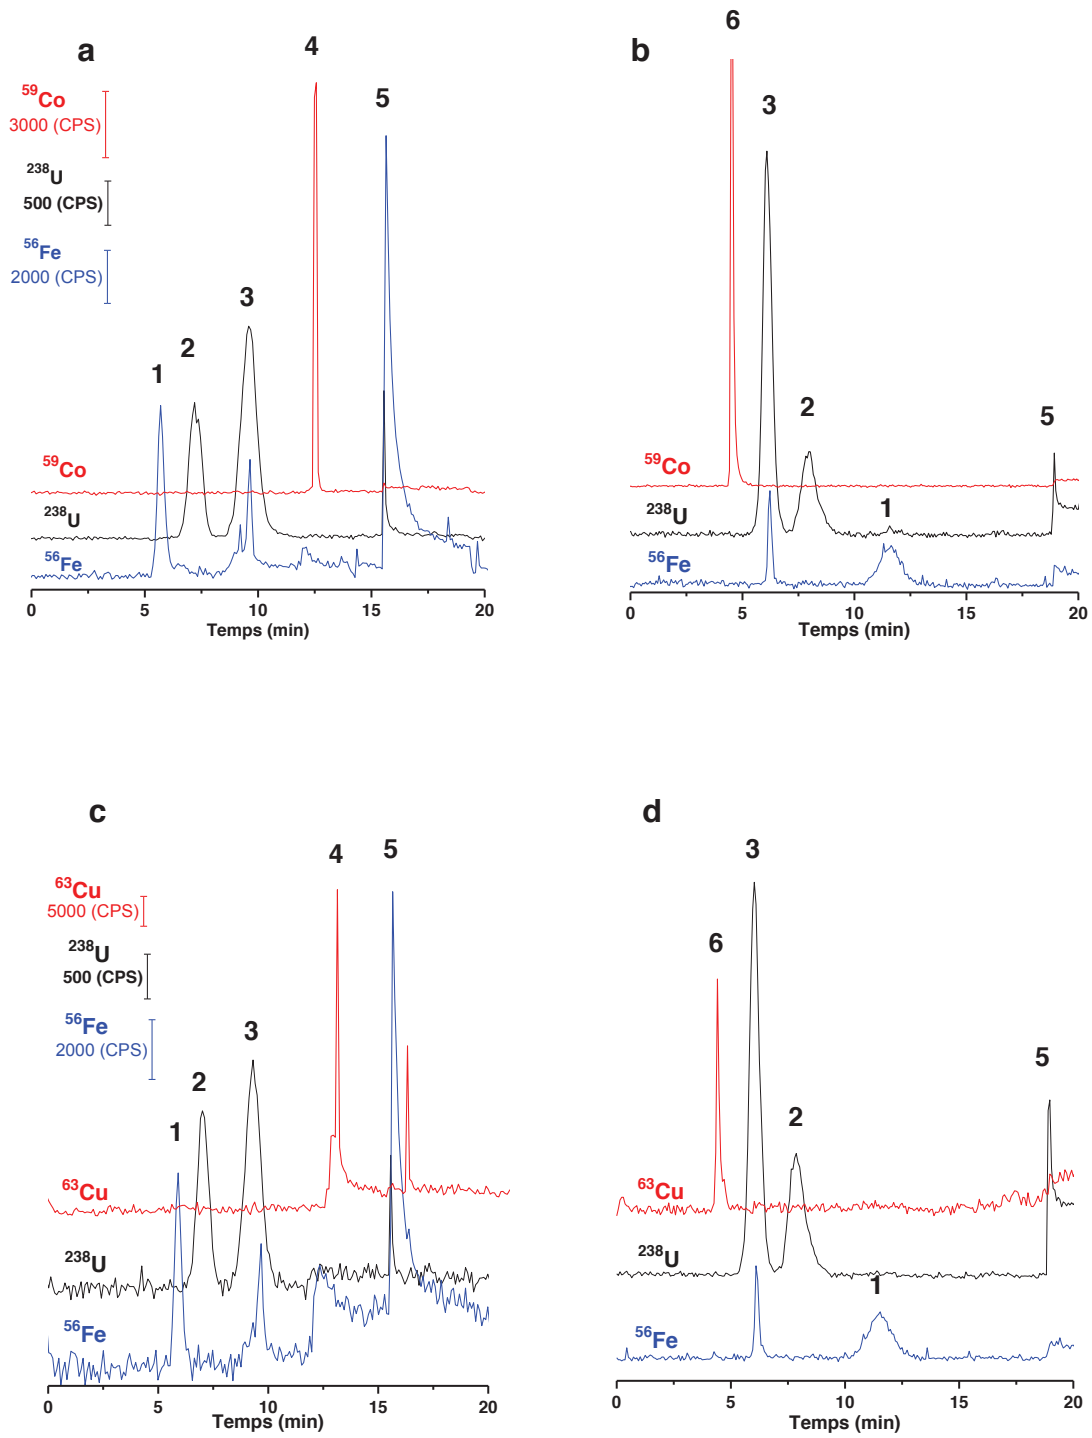 a
4
5
59Co
3000 (CPS)
238U
500 (CPS)
56Fe
2000 (CPS)
3
2
1
59Co
238U
56Fe
0 5 10 15 20
Temps (min)
b
6
3
2
5
59Co
238U
1
56Fe
0 5 10 15 20
Temps (min)
c
4
5
63Cu
5000 (CPS)
238U
500 (CPS)
56Fe
2000 (CPS)
3
2
1
63Cu
238U
56Fe
0 5 10 15 20
Temps (min)
d
3
6
5
2
63Cu
238U
1
56Fe
0 5 10 15 20
Temps (min)